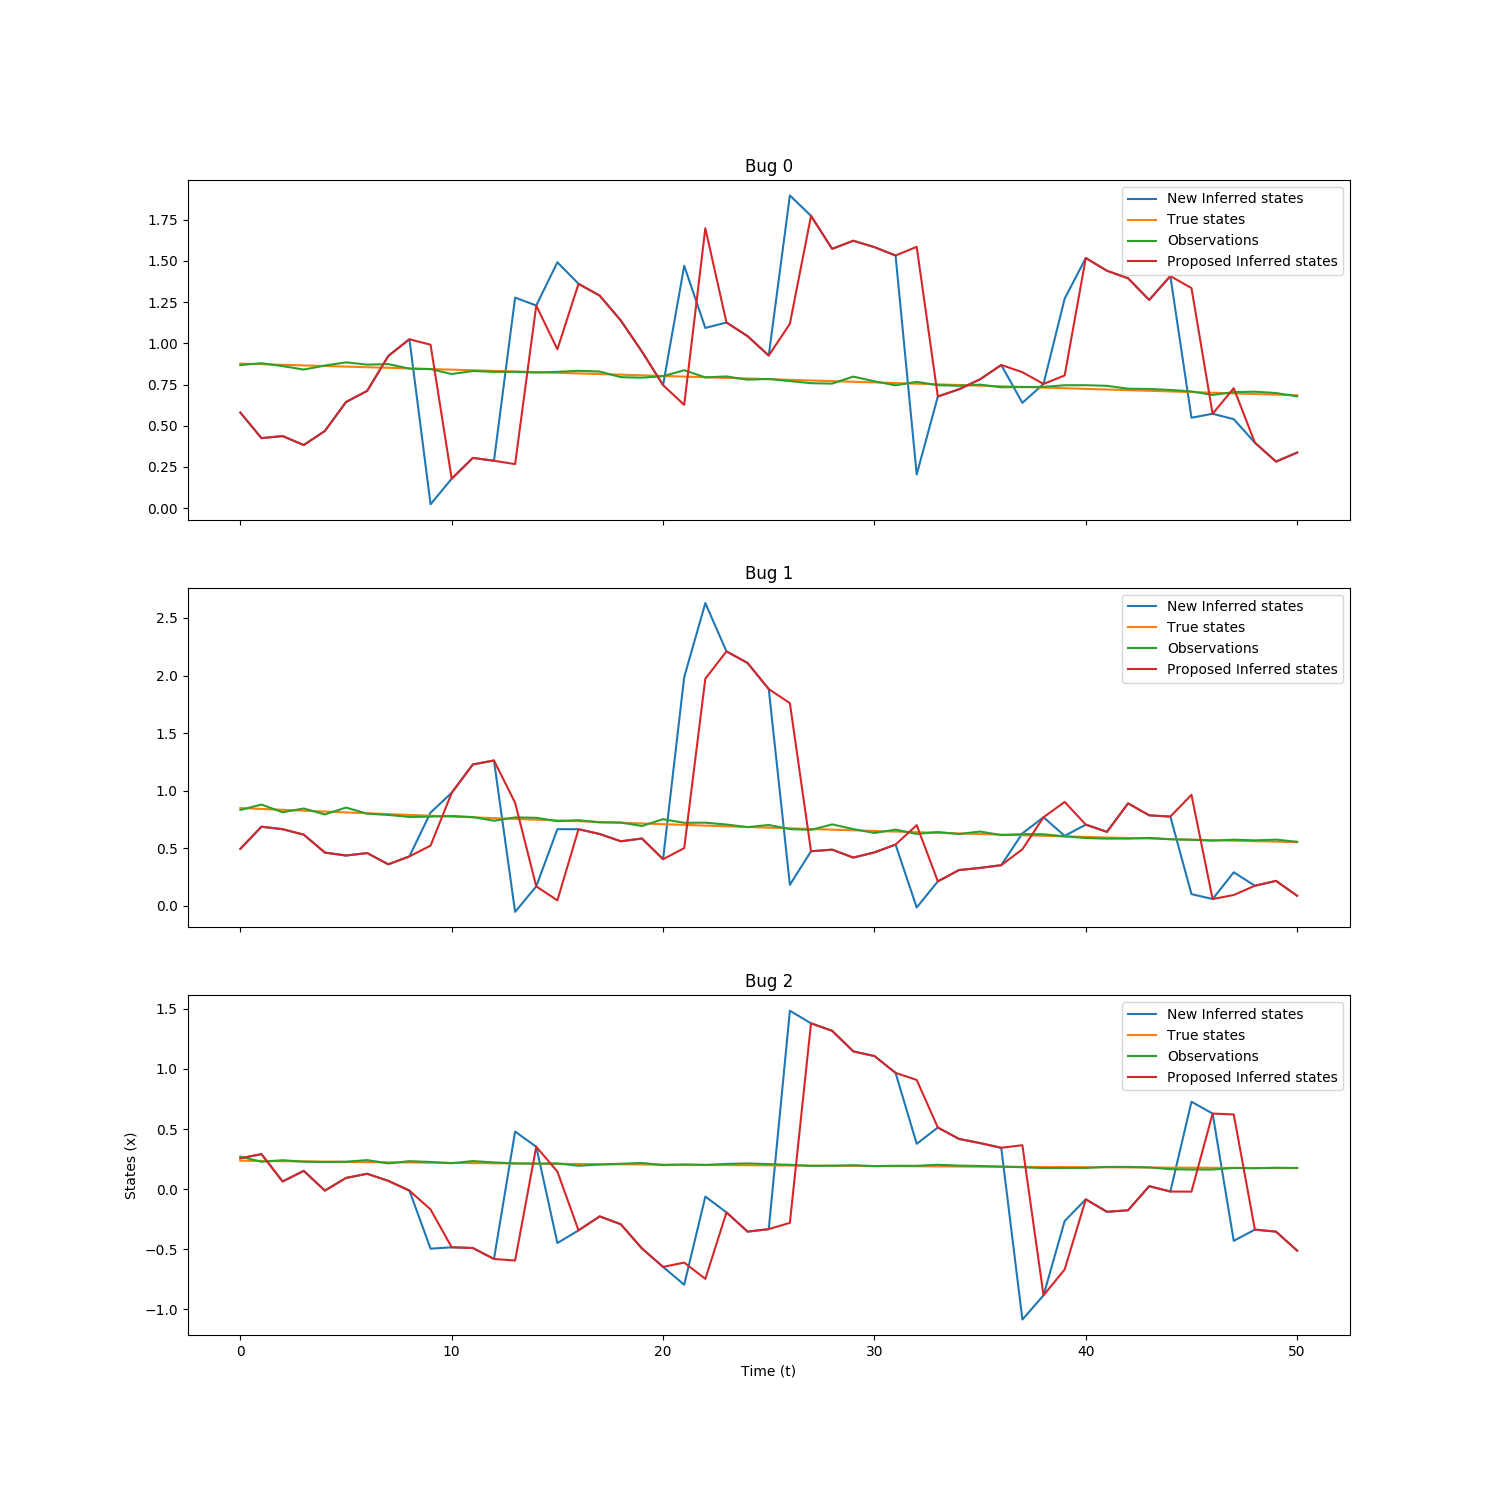 Bug 0
New Inferred states
True states
Observations
Proposed Inferred states
1.75
1.50
1.25
1.00
0.75
0.50
0.25
0.00
Bug 1
New Inferred states
True states
Observations
Proposed Inferred states
2.5
2.0
1.5
1.0
0.5
0.0
Bug 2
New Inferred states
True states
Observations
Proposed Inferred states
1.5
1.0
0.5
0.0
−0.5
−1.0
States (x)
0 10 20 30 40 50
Time (t)